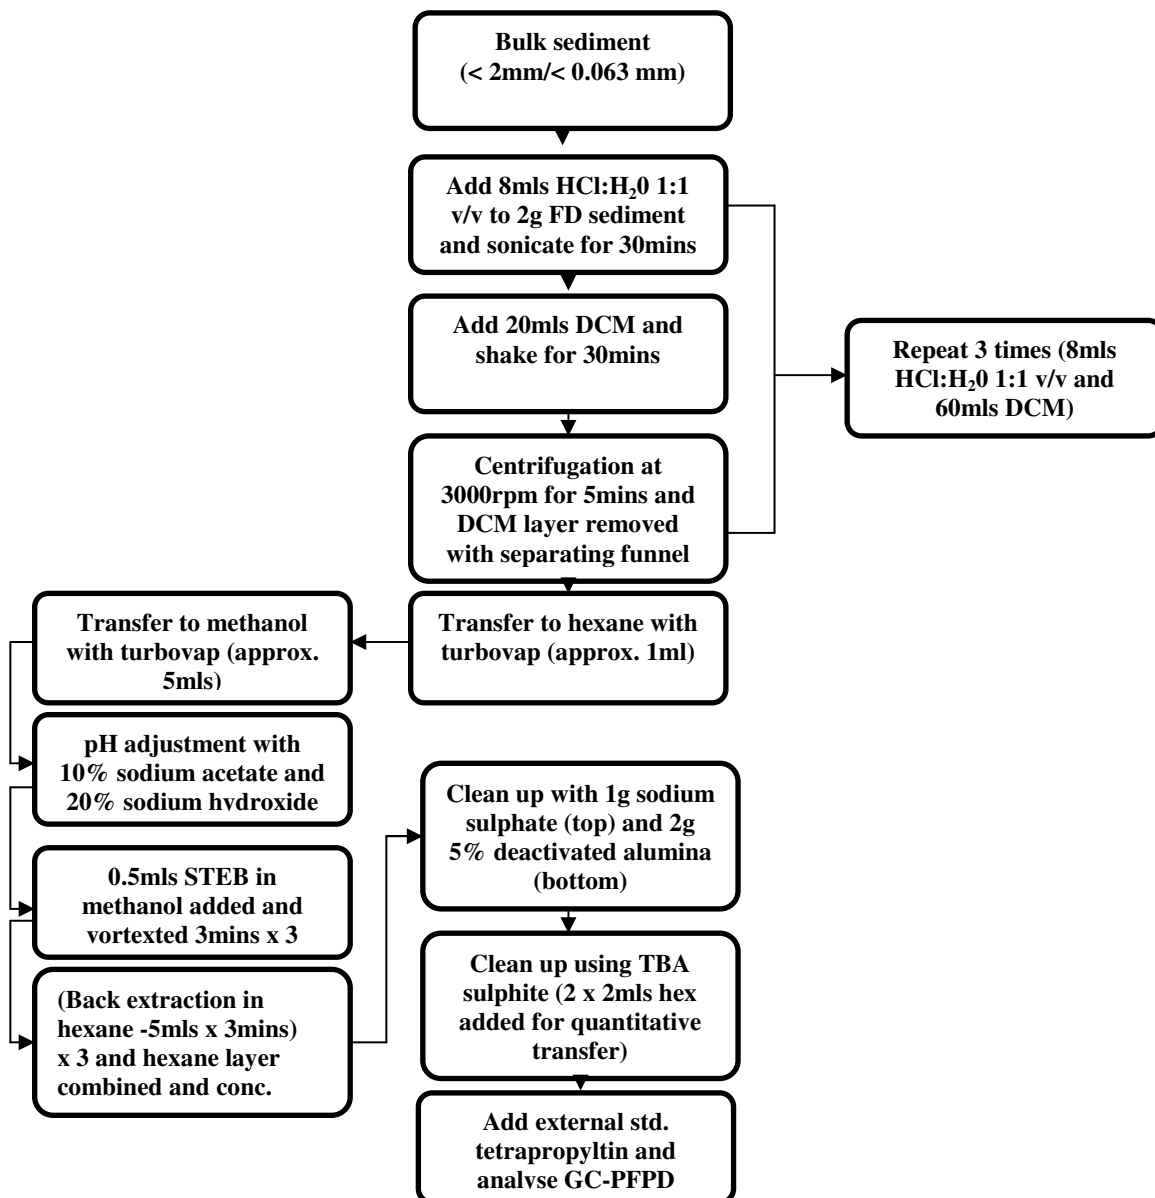 Bulk sediment
(< 2mm/< 0.063 mm)
Add 8mls HCl:H₂0 1:1
v/v to 2g FD sediment
and sonicate for 30mins
Add 20mls DCM and
shake for 30mins
Repeat 3 times (8mls
HCl:H₂0 1:1 v/v and
60mls DCM)
Centrifugation at
3000rpm for 5mins and
DCM layer removed
with separating funnel
Transfer to hexane with
turbovap (approx. 1ml)
Transfer to methanol
with turbovap (approx.
5mls)
pH adjustment with
10% sodium acetate and
20% sodium hydroxide
0.5mls STEB in
methanol added and
vortexted 3mins x 3
(Back extraction in
hexane -5mls x 3mins)
x 3 and hexane layer
combined and conc.
Clean up with 1g sodium
sulphate (top) and 2g
5% deactivated alumina
(bottom)
Clean up using TBA
sulphite (2 x 2mls hex
added for quantitative
transfer)
Add external std.
tetrapropyltin and
analyse GC-PFPD